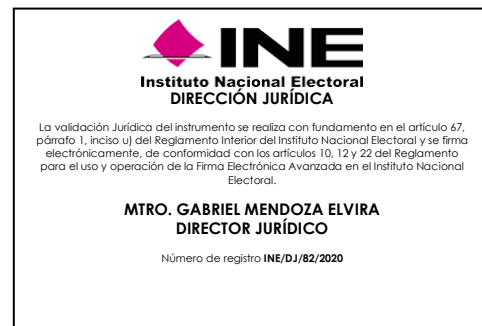 INE
Instituto Nacional Electoral
DIRECCIÓN JURÍDICA
La validación Jurídica del instrumento se realiza con fundamento en el artículo 67,
párrafo 1, inciso u) del Reglamento Interior del Instituto Nacional Electoral y se firma
electrónicamente, de conformidad con los artículos 10, 12 y 22 del Reglamento
para el uso y operación de la Firma Electrónica Avanzada en el Instituto Nacional
Electoral.
MTRO. GABRIEL MENDOZA ELVIRA
DIRECTOR JURÍDICO
Número de registro INE/DJ/82/2020